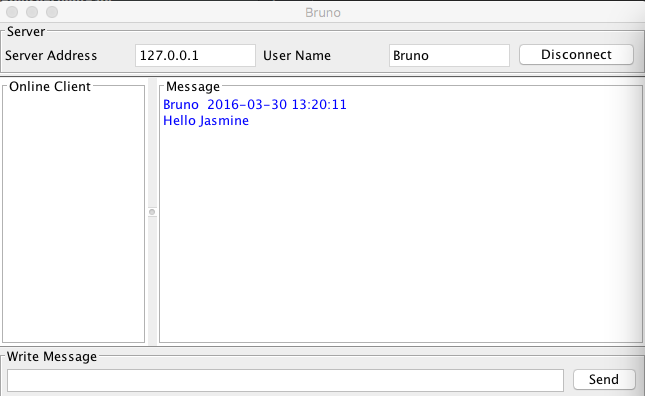 Bruno
Server
Server Address 127.0.0.1 User Name Bruno Disconnect
Online Client
Message
Bruno 2016-03-30 13:20:11
Hello Jasmine
Write Message
Send